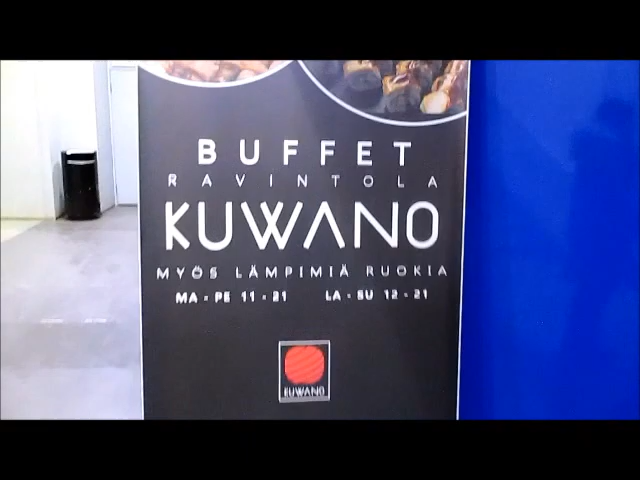 BUFFET
RAVINTOLA
KUWANO
MYÖS LÄMPIMIÄ RUOKIA
MA - PE 11 - 21 LA - SU 12 - 21
KUWANO